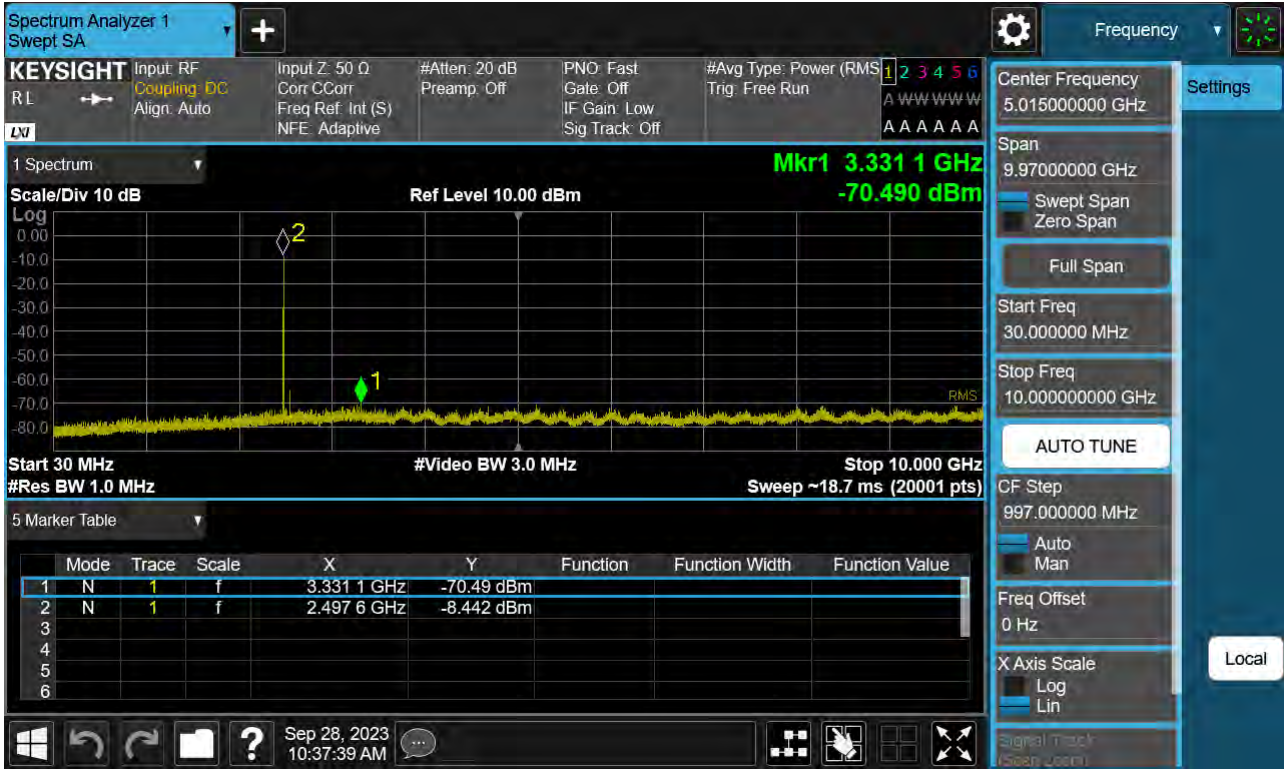 Spectrum Analyzer 1
Swept SA
+
Frequency
KEYSIGHT
R L
LXI
Input: RF
Coupling: DC
Align: Auto
Input Z: 50 Ω
Corr CCorr
Freq Ref: Int (S)
NFE: Adaptive
#Atten: 20 dB
Preamp: Off
PNO: Fast
Gate: Off
IF Gain: Low
Sig Track: Off
#Avg Type: Power (RMS
Trig: Free Run
1 2 3 4 5 6
A W W W W W
A A A A A A
1 Spectrum
Mkr1 3.331 1 GHz
-70.490 dBm
Scale/Div 10 dB
Ref Level 10.00 dBm
Log
0.00
-10.0
-20.0
-30.0
-40.0
-50.0
-60.0
-70.0
-80.0
2
1
RMS
Start 30 MHz
#Video BW 3.0 MHz
Stop 10.000 GHz
#Res BW 1.0 MHz
Sweep ~18.7 ms (20001 pts)
5 Marker Table
Mode Trace Scale X Y Function Function Width Function Value
1 N 1 f 3.331 1 GHz -70.49 dBm
2 N 1 f 2.497 6 GHz -8.442 dBm
3
4
5
6
Center Frequency
5.015000000 GHz
Span
9.97000000 GHz
Swept Span
Zero Span
Full Span
Start Freq
30.000000 MHz
Stop Freq
10.000000000 GHz
AUTO TUNE
CF Step
997.000000 MHz
Auto
Man
Freq Offset
0 Hz
X Axis Scale
Log
Lin
Signal Track
(Span Zoom)
Settings
Local
?
Sep 28, 2023
10:37:39 AM